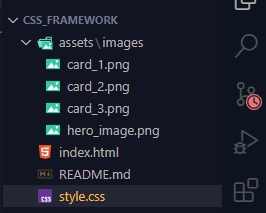 CSS_FRAMEWORK
assets\images
card_1.png
card_2.png
card_3.png
hero_image.png
index.html
README.md
style.css